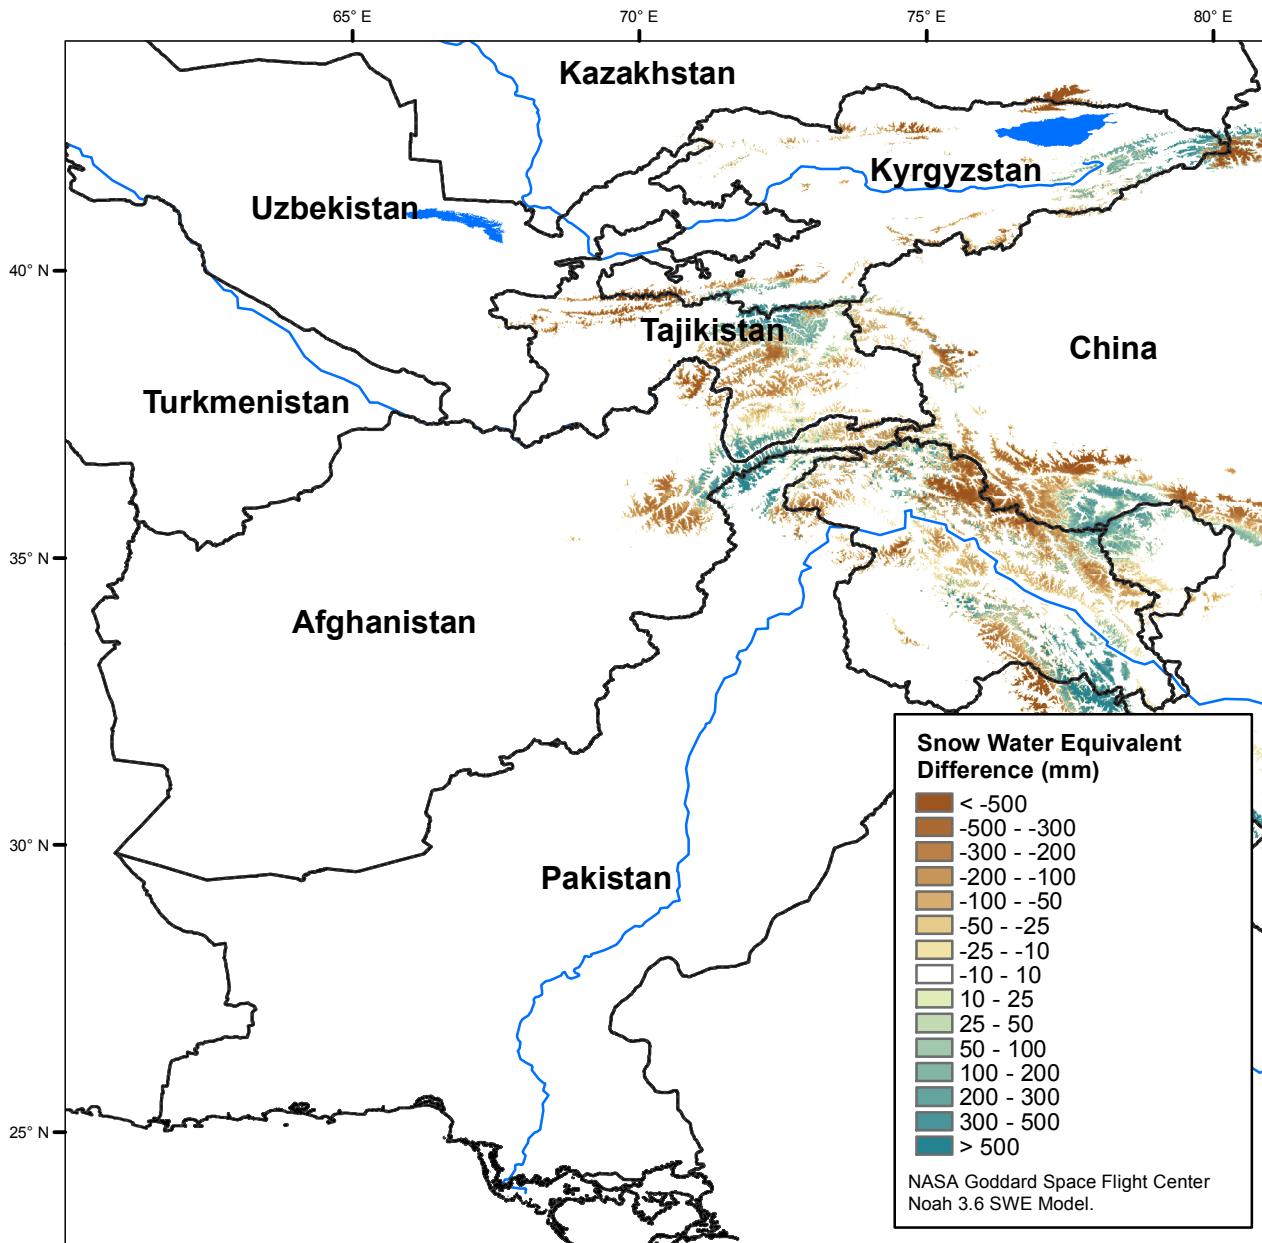 65° E
70° E
75° E
80° E
Kazakhstan
Kyrgyzstan
Uzbekistan
40° N
Tajikistan
China
Turkmenistan
35° N
Afghanistan
30° N
Pakistan
25° N
Snow Water Equivalent
Difference (mm)
< -500
-500 - -300
-300 - -200
-200 - -100
-100 - -50
-50 - -25
-25 - -10
-10 - 10
10 - 25
25 - 50
50 - 100
100 - 200
200 - 300
300 - 500
> 500
NASA Goddard Space Flight Center
Noah 3.6 SWE Model.